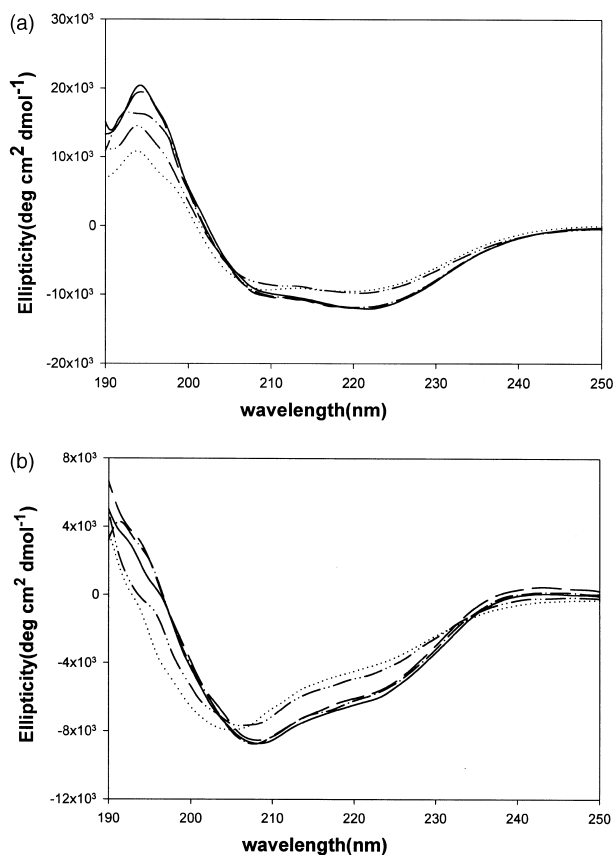 (a)
30x10³
20x10³
10x10³
0
-10x10³
-20x10³
Ellipticity(deg cm² dmol⁻¹)
190 200 210 220 230 240 250
wavelength(nm)
(b)
8x10³
4x10³
0
-4x10³
-8x10³
-12x10³
Ellipticity(deg cm² dmol⁻¹)
190 200 210 220 230 240 250
wavelength(nm)